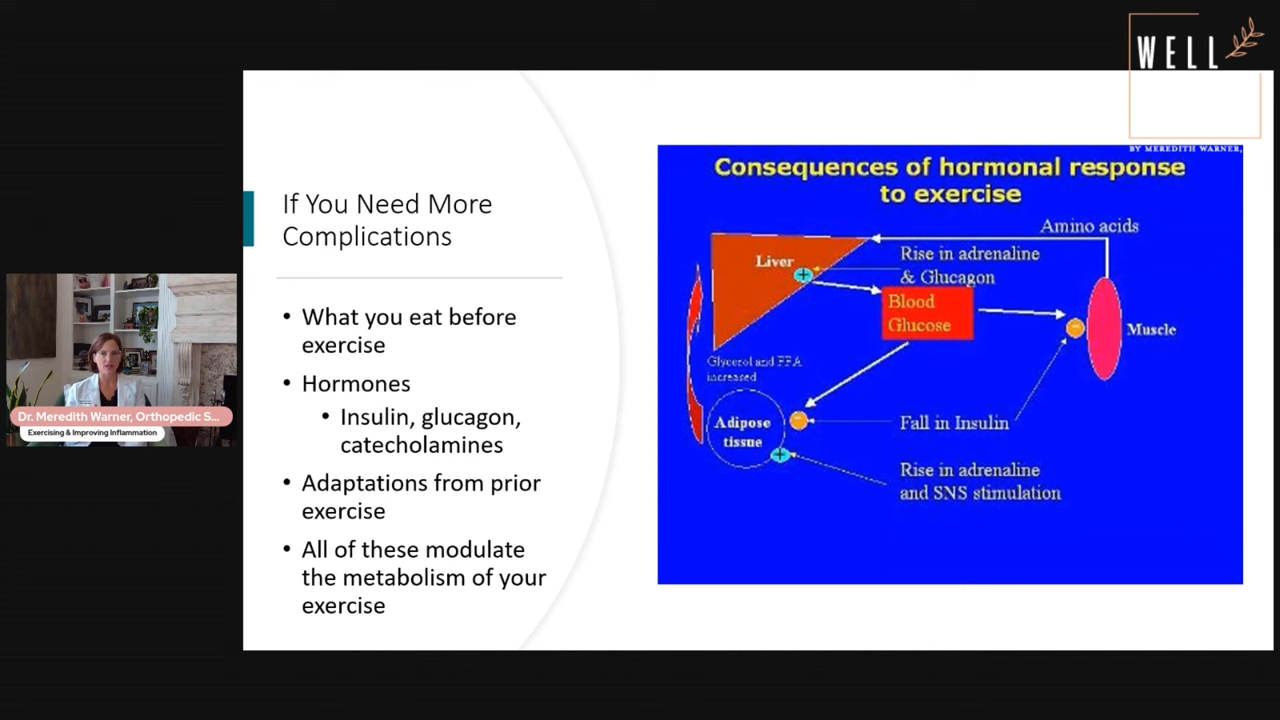 WELL
BY MEREDITH WARNER,
If You Need More
Complications
• What you eat before
exercise
• Hormones
• Insulin, glucagon,
catecholamines
• Adaptations from prior
exercise
• All of these modulate
the metabolism of your
exercise
Consequences of hormonal response
to exercise
Amino acids
Liver
+
Rise in adrenaline
& Glucagon
Blood
Glucose
-
Muscle
Glycerol and FFA
increased
Adipose
tissue
-
Fall in Insulin
+
Rise in adrenaline
and SNS stimulation
Dr. Meredith Warner, Orthopedic S...
Exercising & Improving Inflammation